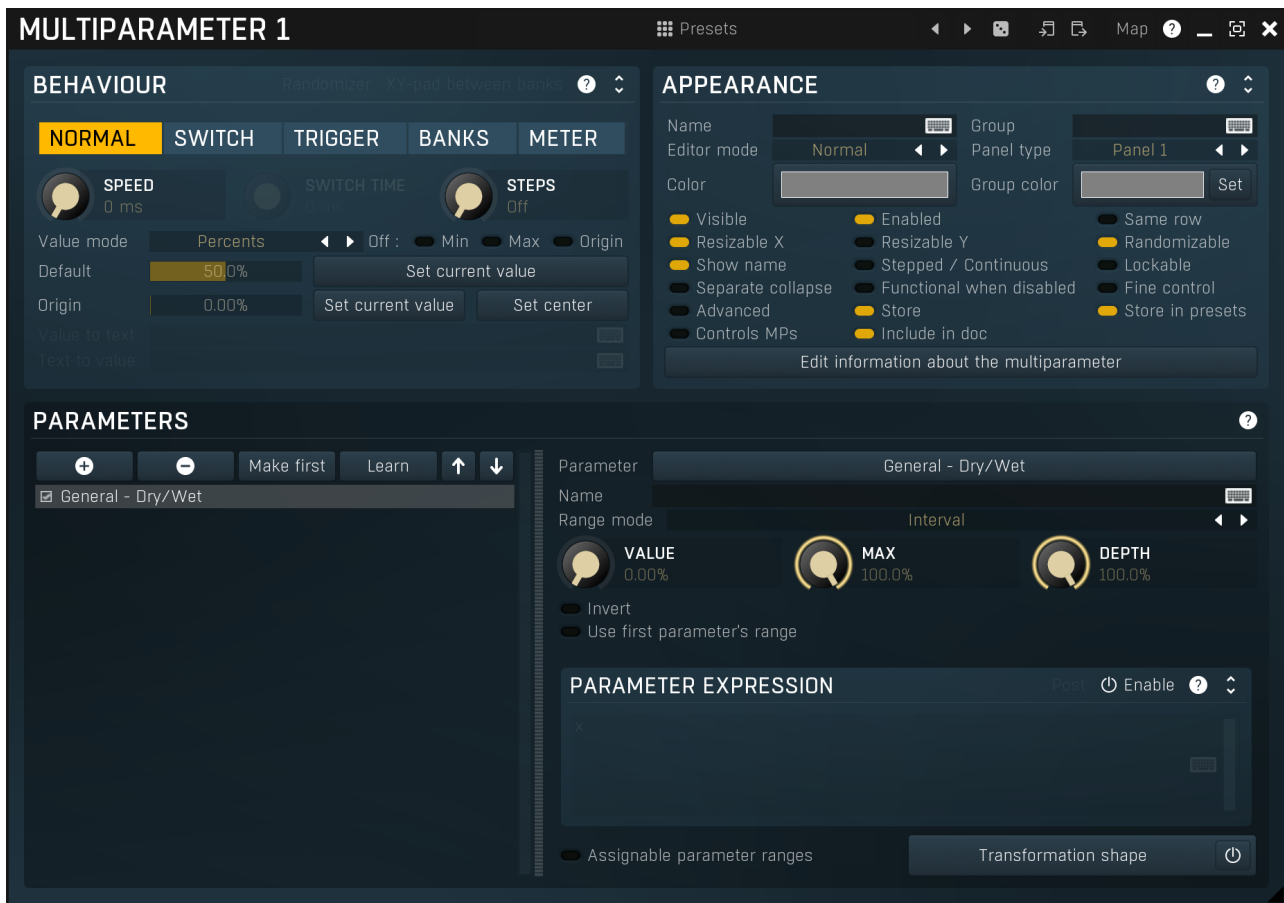 MULTIPARAMETER 1 Presets Map ?
BEHAVIOUR Randomizer XY-pad between banks ?
NORMAL SWITCH TRIGGER BANKS METER
SPEED SWITCH TIME STEPS
0 ms Off
Value mode Percents Off : Min Max Origin
Default 50.0% Set current value
Origin 0.00% Set current value Set center
Value to text
Text to value
APPEARANCE ?
Name Group
Editor mode Normal Panel type Panel 1
Color Group color Set
Visible Enabled Same row
Resizable X Resizable Y Randomizable
Show name Stepped / Continuous Lockable
Separate collapse Functional when disabled Fine control
Advanced Store Store in presets
Controls MPs Include in doc
Edit information about the multiparameter
PARAMETERS ?
Make first Learn
General - Dry/Wet
Parameter General - Dry/Wet
Name
Range mode Interval
VALUE MAX DEPTH
0.00% 100.0% 100.0%
Invert
Use first parameter's range
PARAMETER EXPRESSION Post Enable ?
x
Assignable parameter ranges Transformation shape